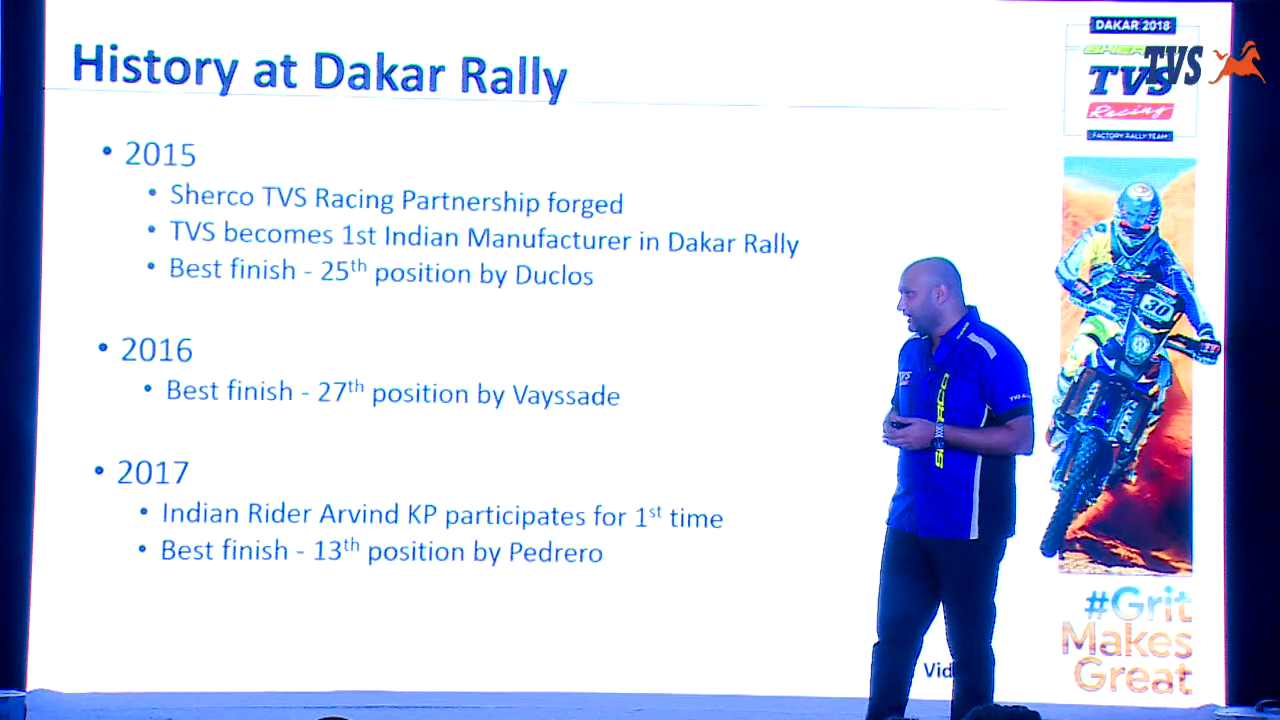 History at Dakar Rally
• 2015
• Sherco TVS Racing Partnership forged
• TVS becomes 1st Indian Manufacturer in Dakar Rally
• Best finish - 25th position by Duclos
• 2016
• Best finish - 27th position by Vayssade
• 2017
• Indian Rider Arvind KP participates for 1st time
• Best finish - 13th position by Pedrero
DAKAR 2018
TVS
TVS
Racing
FACTORY RALLY TEAM
30
TVS
#Grit
Makes
Great